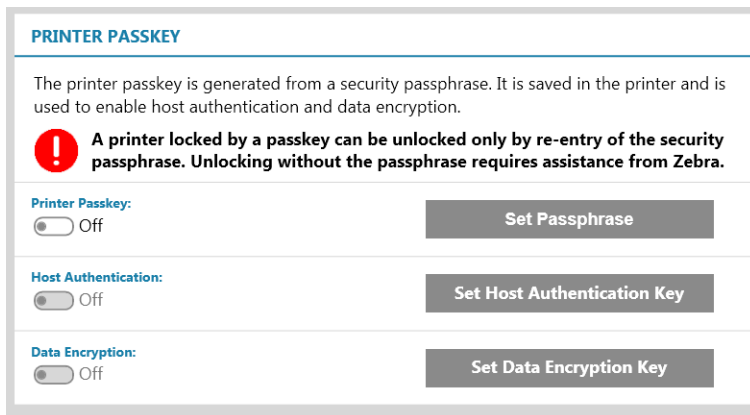 PRINTER PASSKEY
The printer passkey is generated from a security passphrase. It is saved in the printer and is
used to enable host authentication and data encryption.
A printer locked by a passkey can be unlocked only by re-entry of the security
passphrase. Unlocking without the passphrase requires assistance from Zebra.
Printer Passkey:
Off
Set Passphrase
Host Authentication:
Off
Set Host Authentication Key
Data Encryption:
Off
Set Data Encryption Key